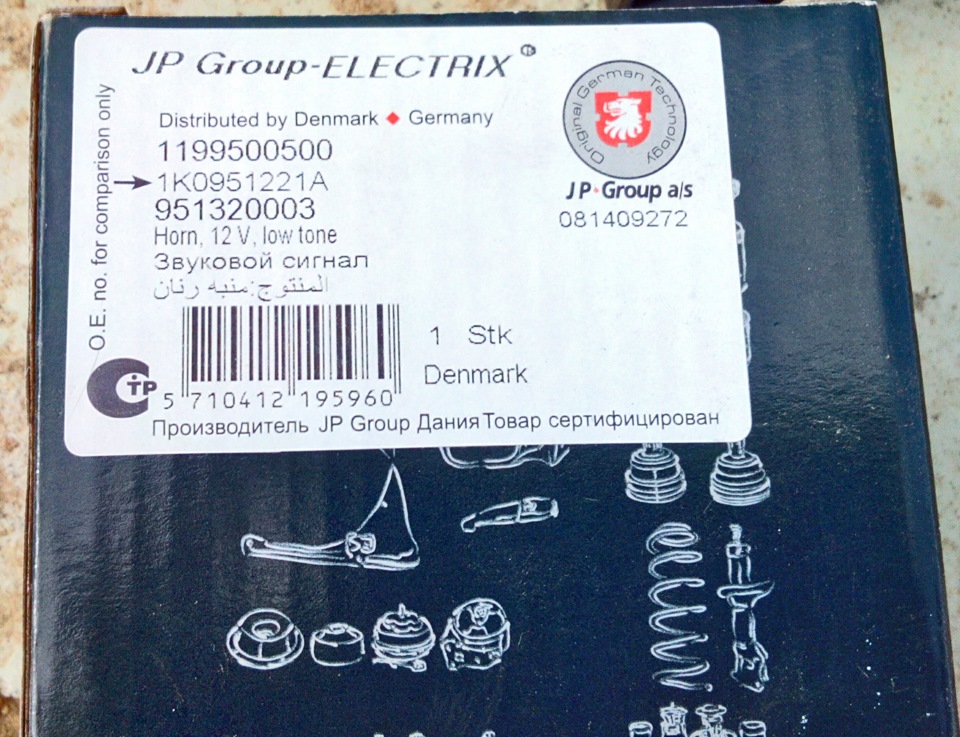 JP Group-ELECTRIX®
Distributed by Denmark ♦ Germany
1199500500
1K0951221A
951320003
Horn, 12 V, low tone
Звуковой сигнал
المنتوج:منبه رنان
O.E. no. for comparison only
Original German Technology
JP Group a/s
081409272
1 Stk
Denmark
5 710412 195960
Производитель JP Group Дания Товар сертифицирован